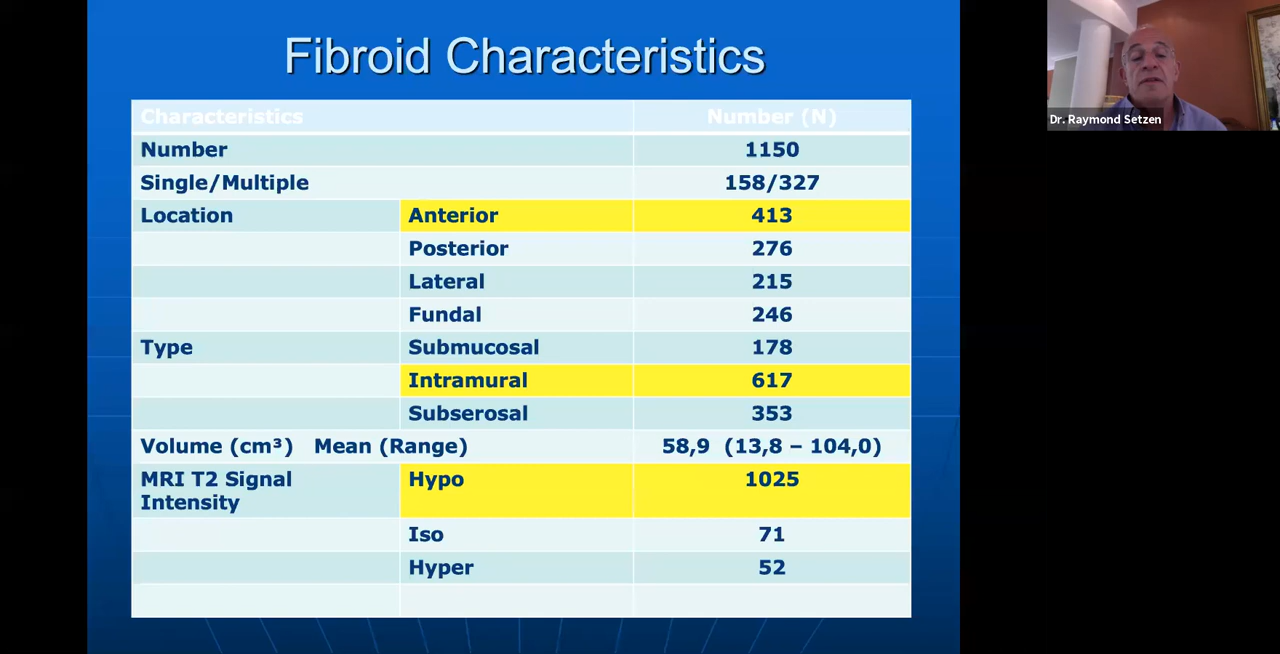 Fibroid Characteristics
Characteristics Number (N)
Number 1150
Single/Multiple 158/327
Location Anterior 413
Posterior 276
Lateral 215
Fundal 246
Type Submucosal 178
Intramural 617
Subserosal 353
Volume (cm³) Mean (Range) 58,9 (13,8 – 104,0)
MRI T2 Signal Hypo 1025
Intensity
Iso 71
Hyper 52
Dr. Raymond Setzen